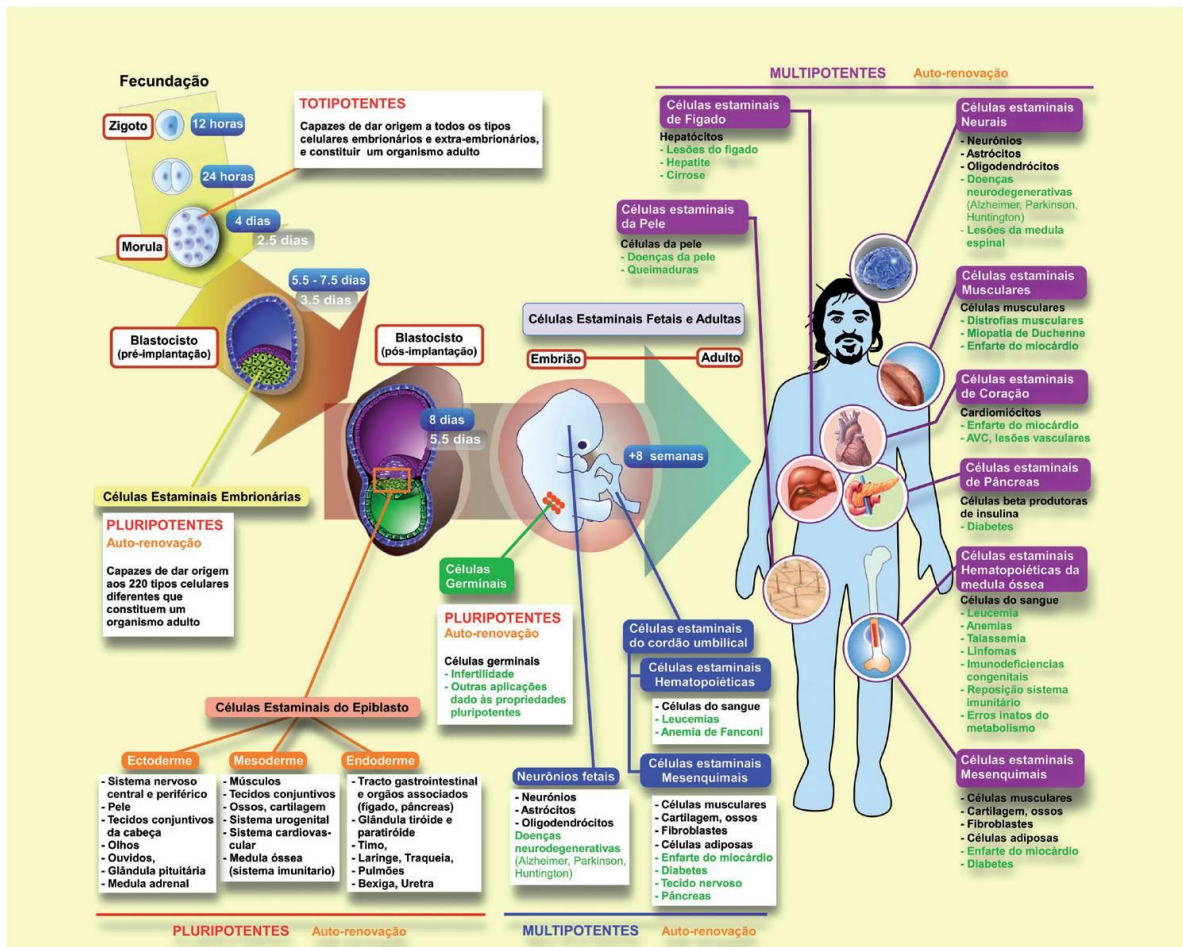 Fecundação
Zigoto
12 horas
24 horas
Morula
4 dias
2.5 dias
TOTIPOTENTES
Capazes de dar origem a todos os tipos
celulares embrionários e extra-embrionários,
e constituir um organismo adulto
5.5 - 7.5 dias
3.5 dias
Blastocisto
(pré-implantação)
Blastocisto
(pós-implantação)
8 dias
5.5 dias
Células Estaminais Fetais e Adultas
Embrião
Adulto
+8 semanas
Células Estaminais Embrionárias
PLURIPOTENTES
Auto-renovação
Capazes de dar origem
aos 220 tipos celulares
diferentes que
constituem um
organismo adulto
Células
Germinais
PLURIPOTENTES
Auto-renovação
Células germinais
- Infertilidade
- Outras aplicações
dado às propriedades
pluripotentes
Células Estaminais do Epiblasto
Ectoderme
- Sistema nervoso
central e periférico
- Pele
- Tecidos conjuntivos
da cabeça
- Olhos
- Ouvidos,
- Glândula pituitária
- Medula adrenal
Mesoderme
- Músculos
- Tecidos conjuntivos
- Ossos, cartilagem
- Sistema urogenital
- Sistema cardiovas-
cular
- Medula óssea
(sistema imunitario)
Endoderme
- Tracto gastrointestinal
e orgãos associados
(fígado, pâncreas)
- Glândula tiróide e
paratiróide
- Timo,
- Laringe, Traqueia,
- Pulmões
- Bexiga, Uretra
PLURIPOTENTES Auto-renovação
Células estaminais
do cordão umbilical
Células estaminais
Hematopoiéticas
- Células do sangue
- Leucemias
- Anemia de Fanconi
Neurônios fetais
- Neurónios
- Astrócitos
- Oligodendrócitos
Doenças
neurodegenerativas
(Alzheimer, Parkinson,
Huntington)
Células estaminais
Mesenquimais
- Células musculares
- Cartilagem, ossos
- Fibroblastes
- Células adiposas
- Enfarte do miocárdio
- Diabetes
- Tecido nervoso
- Pâncreas
MULTIPOTENTES Auto-renovação
MULTIPOTENTES Auto-renovação
Células estaminais
de Fígado
Hepatócitos
- Lesões do fígado
- Hepatite
- Cirrose
Células estaminais
da Pele
Células da pele
- Doenças da pele
- Queimaduras
Células estaminais
Neurais
- Neurónios
- Astrócitos
- Oligodendrócitos
- Doenças
neurodegenerativas
(Alzheimer, Parkinson,
Huntington)
- Lesões da medula
espinal
Células estaminais
Musculares
Células musculares
- Distrofias musculares
- Miopatia de Duchenne
- Enfarte do miocárdio
Células estaminais
de Coração
Cardiomiócitos
- Enfarte do miocárdio
- AVC, lesões vasculares
Células estaminais
de Pâncreas
Células beta produtoras
de insulina
- Diabetes
Células estaminais
Hematopoiéticas da
medula óssea
Células do sangue
- Leucemia
- Anemias
- Talassemia
- Linfomas
- Imunodeficiencias
congenitais
- Reposição sistema
imunitário
- Erros inatos do
metabolismo
Células estaminais
Mesenquimais
- Células musculares
- Cartilagem, ossos
- Fibroblastes
- Células adiposas
- Enfarte do miocárdio
- Diabetes